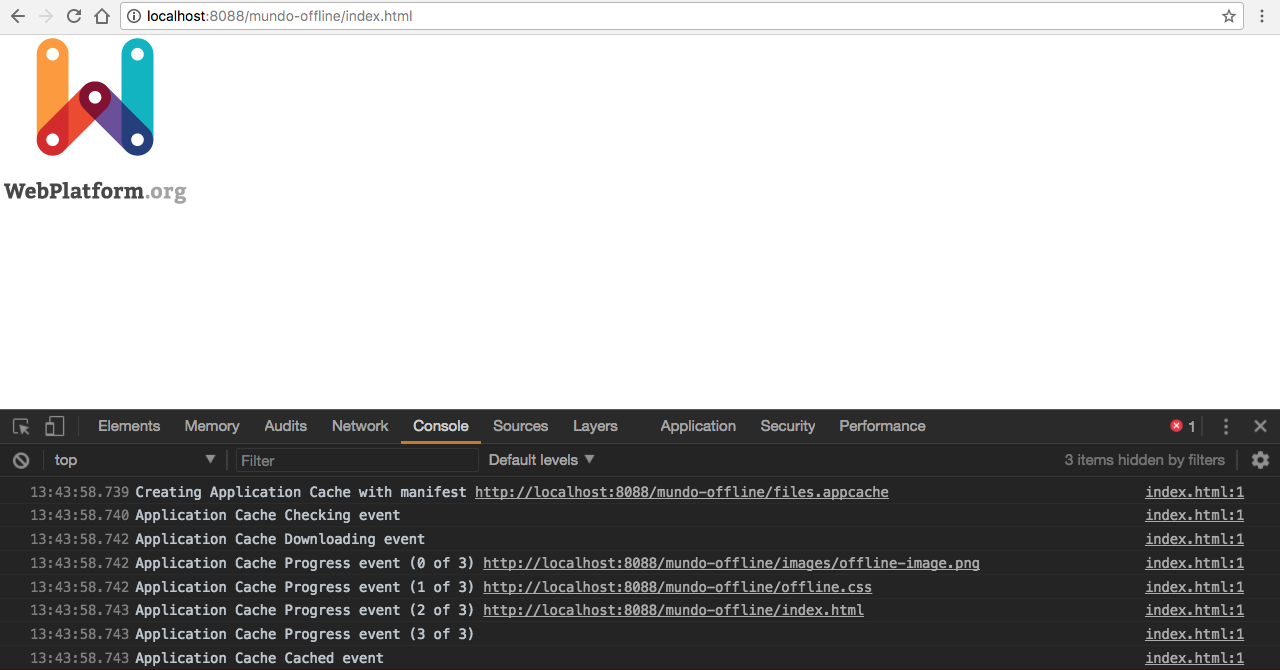 localhost:8088/mundo-offline/index.html
WebPlatform.org
Elements Memory Audits Network Console Sources Layers Application Security Performance 1
top Filter Default levels 3 items hidden by filters
13:43:58.739 Creating Application Cache with manifest http://localhost:8088/mundo-offline/files.appcache index.html:1
13:43:58.740 Application Cache Checking event index.html:1
13:43:58.742 Application Cache Downloading event index.html:1
13:43:58.742 Application Cache Progress event (0 of 3) http://localhost:8088/mundo-offline/images/offline-image.png index.html:1
13:43:58.742 Application Cache Progress event (1 of 3) http://localhost:8088/mundo-offline/offline.css index.html:1
13:43:58.743 Application Cache Progress event (2 of 3) http://localhost:8088/mundo-offline/index.html index.html:1
13:43:58.743 Application Cache Progress event (3 of 3) index.html:1
13:43:58.743 Application Cache Cached event index.html:1